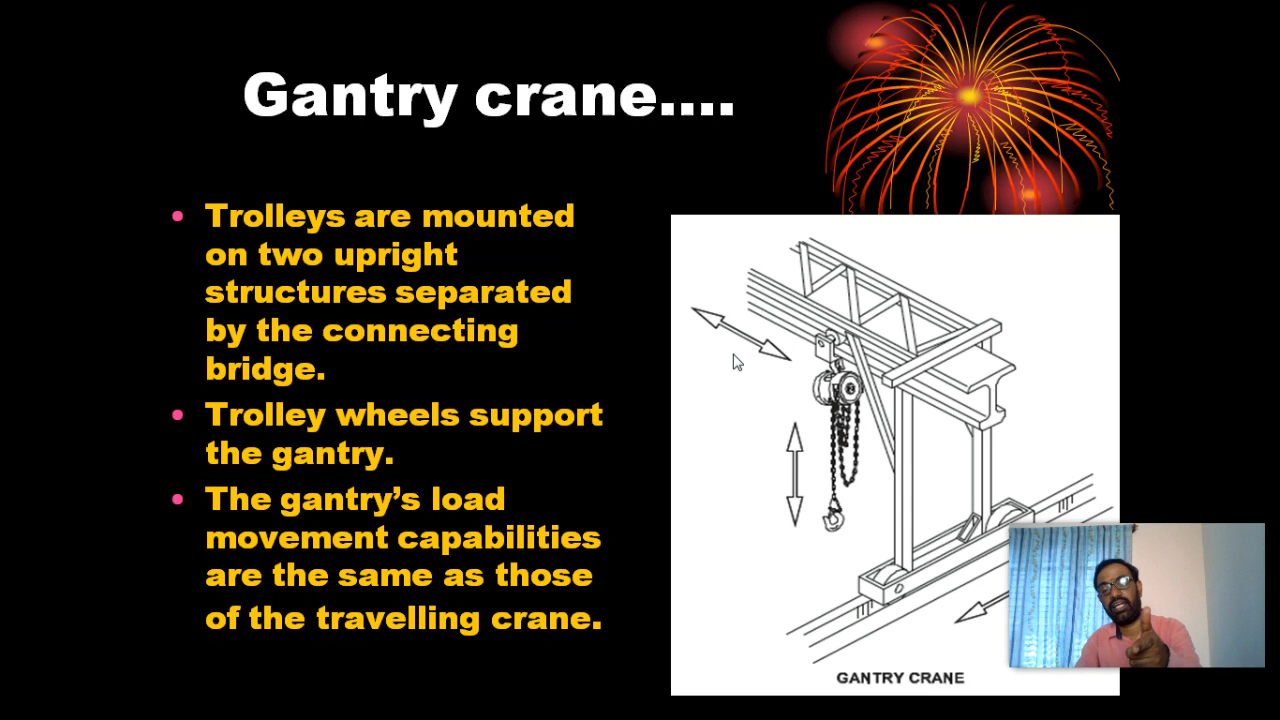 Gantry crane....
• Trolleys are mounted
on two upright
structures separated
by the connecting
bridge.
• Trolley wheels support
the gantry.
• The gantry’s load
movement capabilities
are the same as those
of the travelling crane.
GANTRY CRANE